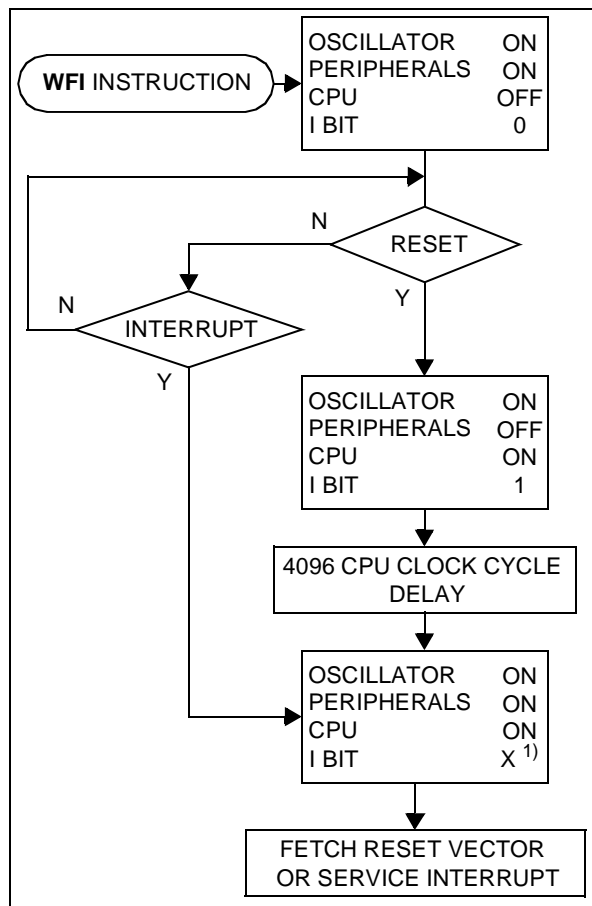 WFI INSTRUCTION
OSCILLATOR ON
PERIPHERALS ON
CPU OFF
I BIT 0
N
RESET
Y
N
INTERRUPT
Y
OSCILLATOR ON
PERIPHERALS OFF
CPU ON
I BIT 1
4096 CPU CLOCK CYCLE
DELAY
OSCILLATOR ON
PERIPHERALS ON
CPU ON
I BIT X 1)
FETCH RESET VECTOR
OR SERVICE INTERRUPT